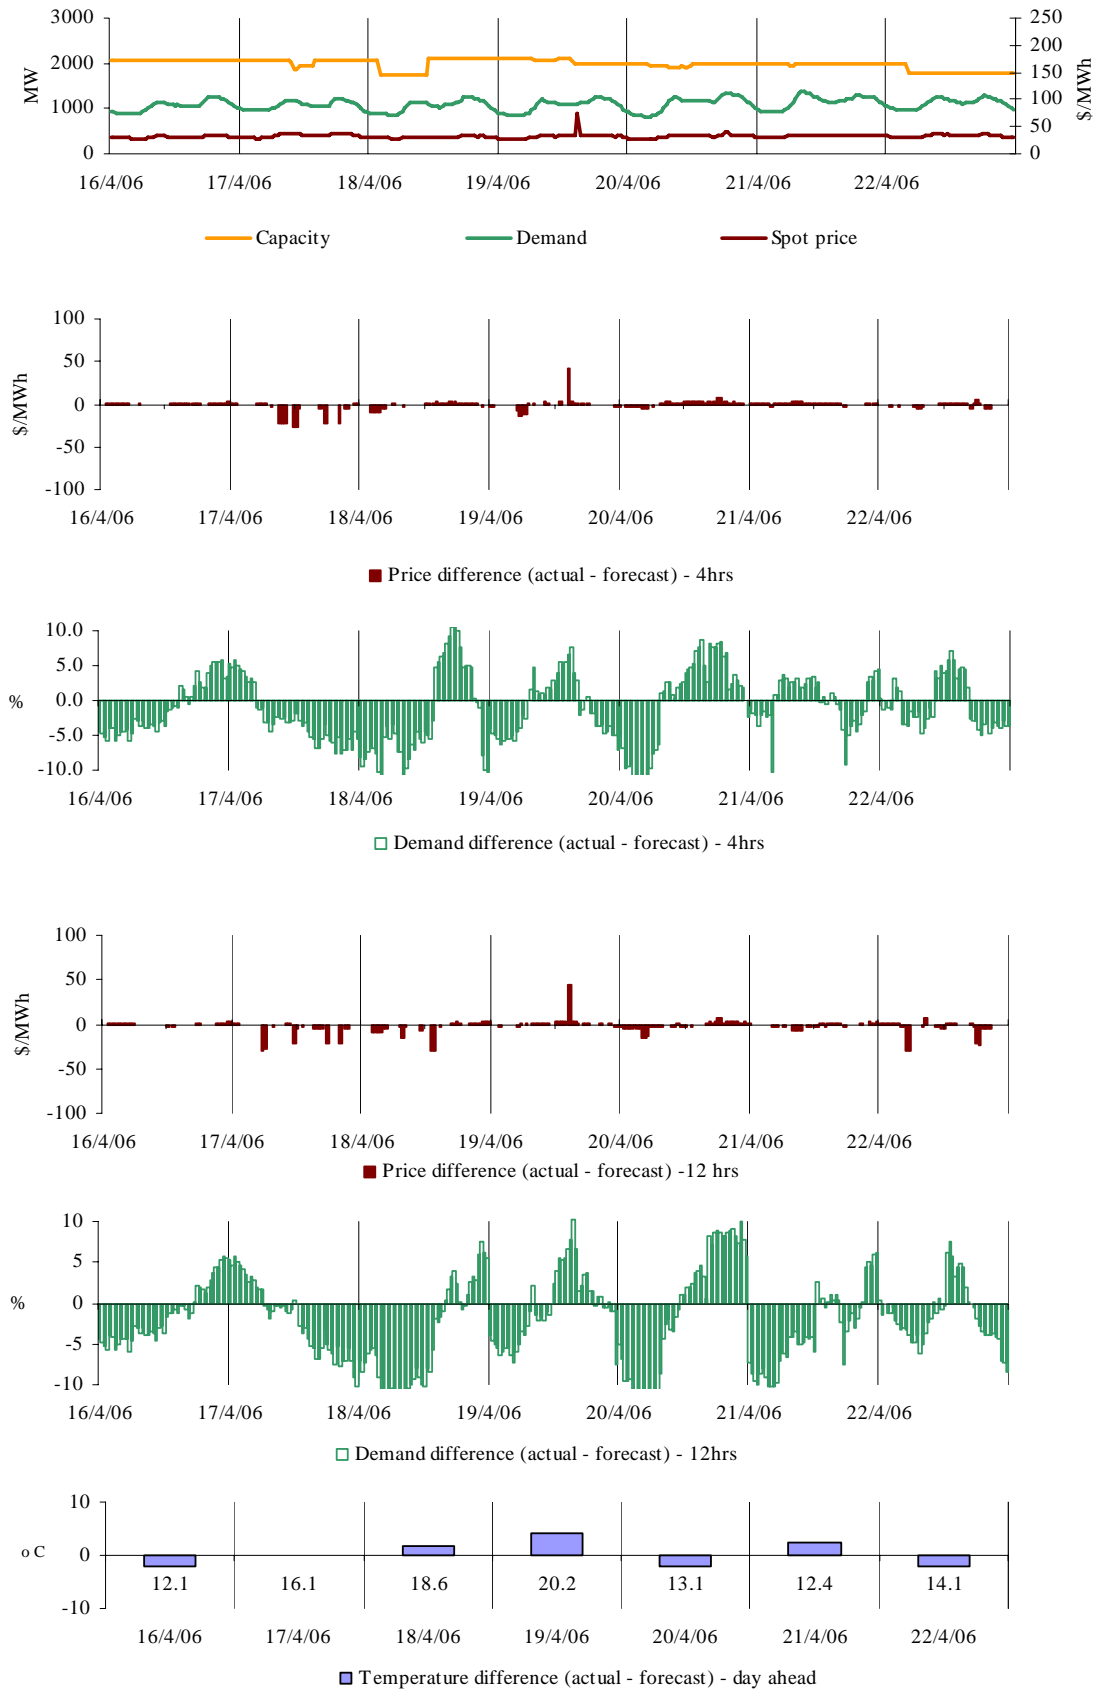 3000 250
200
2000 150
MW $/MWh
1000 100
50
0 0
16/4/06 17/4/06 18/4/06 19/4/06 20/4/06 21/4/06 22/4/06
Capacity Demand Spot price
100
50
$/MWh
0
-50
-100
16/4/06 17/4/06 18/4/06 19/4/06 20/4/06 21/4/06 22/4/06
Price difference (actual - forecast) - 4hrs
10.0
5.0
% 0.0
-5.0
-10.0
16/4/06 17/4/06 18/4/06 19/4/06 20/4/06 21/4/06 22/4/06
Demand difference (actual - forecast) - 4hrs
100
50
$/MWh
0
-50
-100
16/4/06 17/4/06 18/4/06 19/4/06 20/4/06 21/4/06 22/4/06
Price difference (actual - forecast) -12 hrs
10
5
% 0
-5
-10
16/4/06 17/4/06 18/4/06 19/4/06 20/4/06 21/4/06 22/4/06
Demand difference (actual - forecast) - 12hrs
10
o C 0
12.1 16.1 18.6 20.2 13.1 12.4 14.1
-10
16/4/06 17/4/06 18/4/06 19/4/06 20/4/06 21/4/06 22/4/06
Temperature difference (actual - forecast) - day ahead